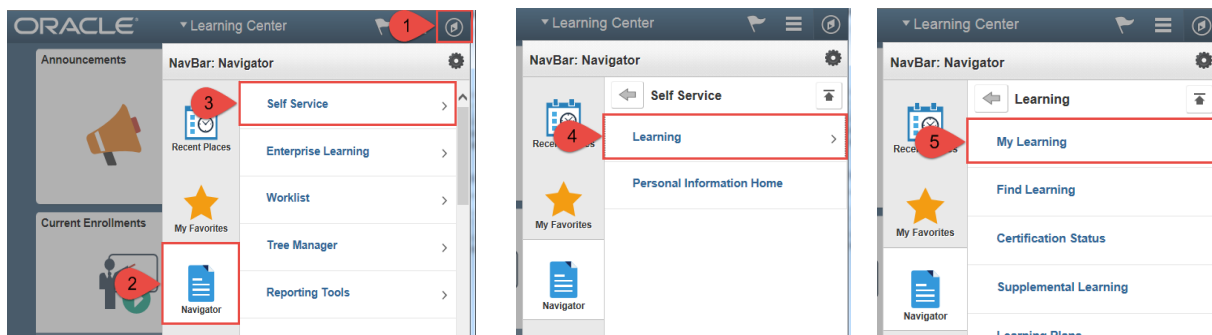 ORACLE
Learning Center
1
Announcements
NavBar: Navigator
3
Self Service
Recent Places
Enterprise Learning
Worklist
My Favorites
Current Enrollments
Tree Manager
2
Reporting Tools
Navigator
Learning Center
NavBar: Navigator
Self Service
4
Learning
Personal Information Home
My Favorites
Navigator
Learning Center
NavBar: Navigator
Learning
5
My Learning
Find Learning
My Favorites
Certification Status
Supplemental Learning
Navigator
Learning Plans